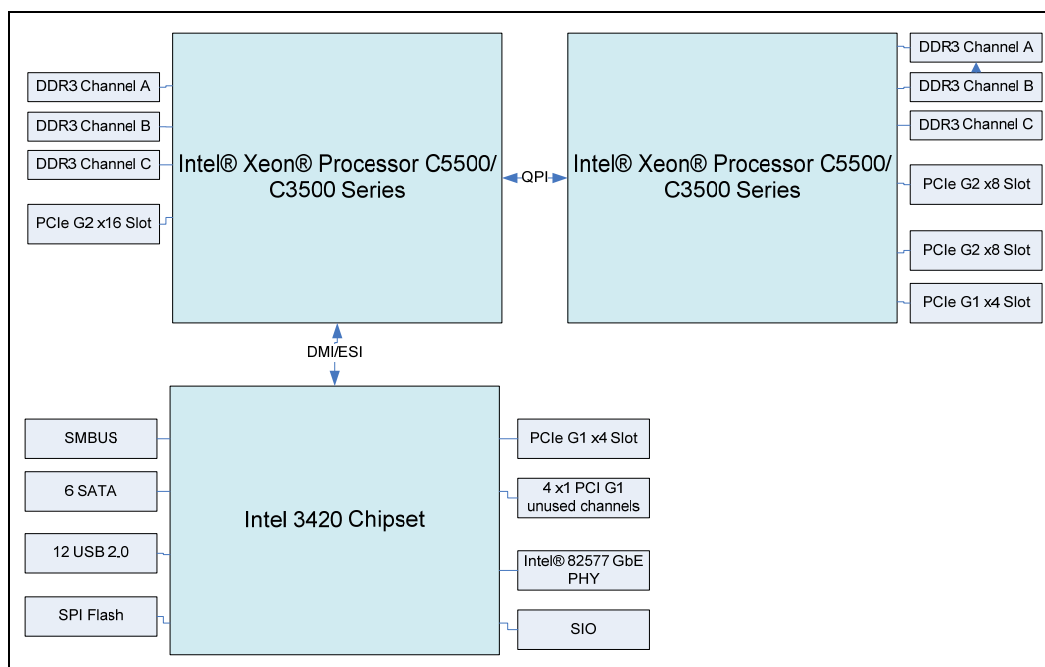 DDR3 Channel A
DDR3 Channel B
DDR3 Channel C
PCIe G2 x16 Slot
Intel® Xeon® Processor C5500/
C3500 Series
QPI
Intel® Xeon® Processor C5500/
C3500 Series
DDR3 Channel A
DDR3 Channel B
DDR3 Channel C
PCIe G2 x8 Slot
PCIe G2 x8 Slot
PCIe G1 x4 Slot
DMI/ESI
SMBUS
6 SATA
12 USB 2.0
SPI Flash
Intel 3420 Chipset
PCIe G1 x4 Slot
4 x1 PCI G1
unused channels
Intel® 82577 GbE
PHY
SIO